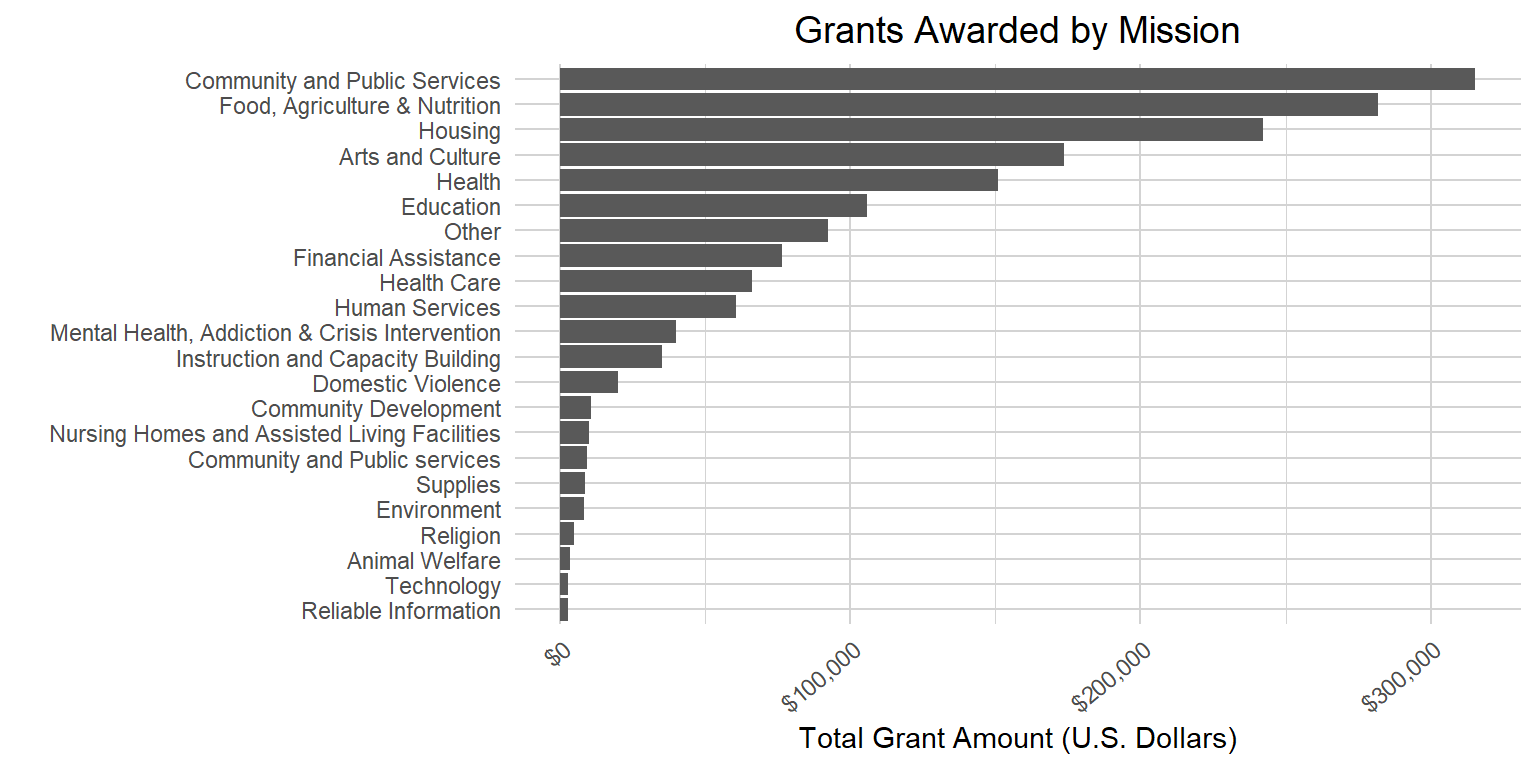 Grants Awarded by Mission
Community and Public Services
Food, Agriculture & Nutrition
Housing
Arts and Culture
Health
Education
Other
Financial Assistance
Health Care
Human Services
Mental Health, Addiction & Crisis Intervention
Instruction and Capacity Building
Domestic Violence
Community Development
Nursing Homes and Assisted Living Facilities
Community and Public services
Supplies
Environment
Religion
Animal Welfare
Technology
Reliable Information
$0
$100,000
$200,000
$300,000
Total Grant Amount (U.S. Dollars)